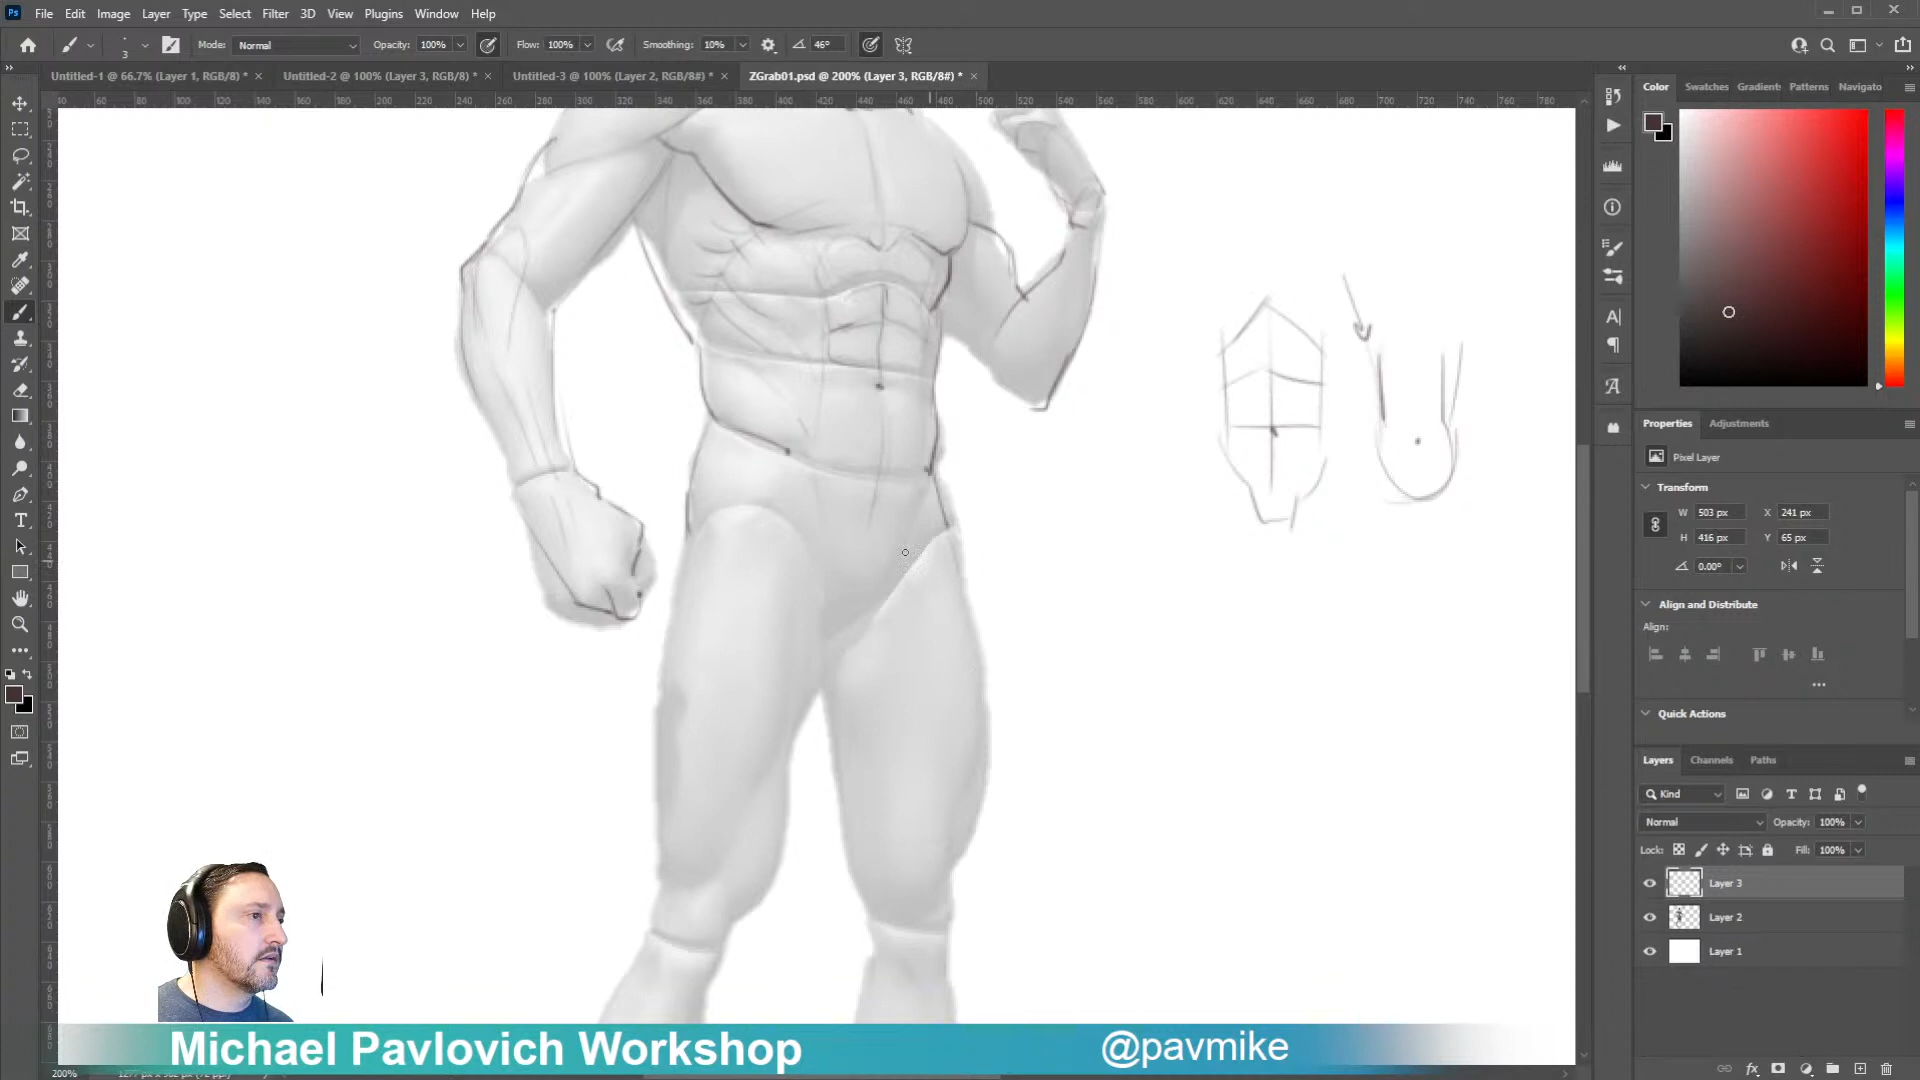 Ps File Edit Image Layer Type Select Filter 3D View Plugins Window Help
3 Mode: Normal Opacity: 100% Flow: 100% Smoothing: 10% 46°
Untitled-1 @ 66.7% (Layer 1, RGB/8) * Untitled-2 @ 100% (Layer 3, RGB/8) * Untitled-3 @ 100% (Layer 2, RGB/8#) * ZGrab01.psd @ 200% (Layer 3, RGB/8#) *
Color Swatches Gradient Patterns Navigato
Properties Adjustments
Pixel Layer
Transform
W 503 px X 241 px
H 416 px Y 65 px
0.00°
Align and Distribute
Align:
Quick Actions
Layers Channels Paths
Kind
Normal Opacity: 100%
Lock: Fill: 100%
Layer 3
Layer 2
Layer 1
Michael Pavlovich Workshop @pavmike
200%